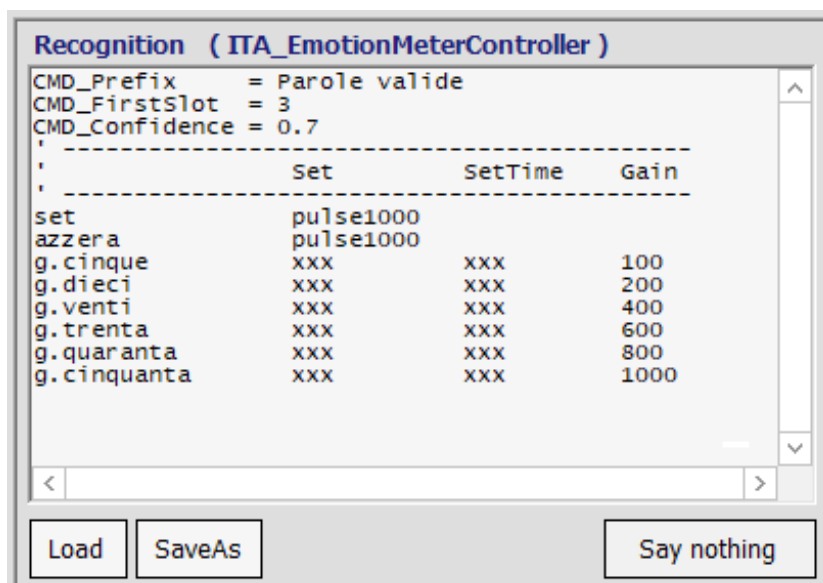 Recognition ( ITA_EmotionMeterController )
CMD_Prefix = Parole valide
CMD_FirstSlot = 3
CMD_Confidence = 0.7
' --------------------------------------------
' Set SetTime Gain
' --------------------------------------------
set pulse1000
azzera pulse1000
g.cinque xxx xxx 100
g.dieci xxx xxx 200
g.venti xxx xxx 400
g.trenta xxx xxx 600
g.quaranta xxx xxx 800
g.cinquanta xxx xxx 1000
Load SaveAs Say nothing